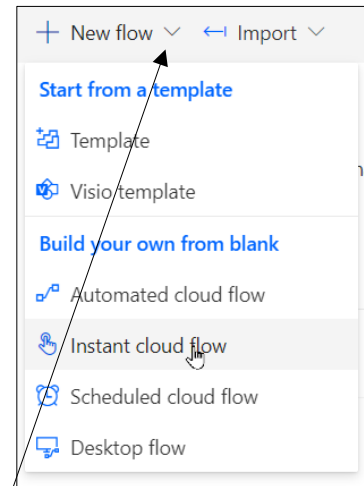 New flow Import
Start from a template
Template
Visio template
Build your own from blank
Automated cloud flow
Instant cloud flow
Scheduled cloud flow
Desktop flow